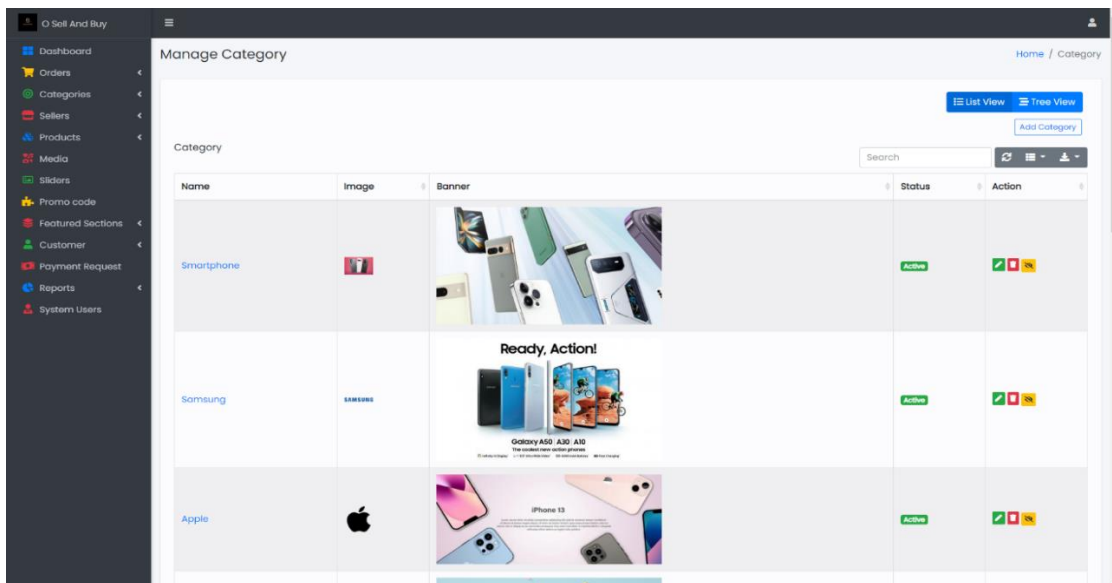 O Sell And Buy
Dashboard
Orders
Categories
Sellers
Products
Media
Sliders
Promo code
Featured Sections
Customer
Payment Request
Reports
System Users
Manage Category
Home / Category
List View Tree View
Add Category
Category
Search
Name Image Banner Status Action
Smartphone Active
Ready, Action!
Samsung SAMSUNG Active
Galaxy A50 A30 A10
The coolest new action phones
iPhone 13
Apple Active